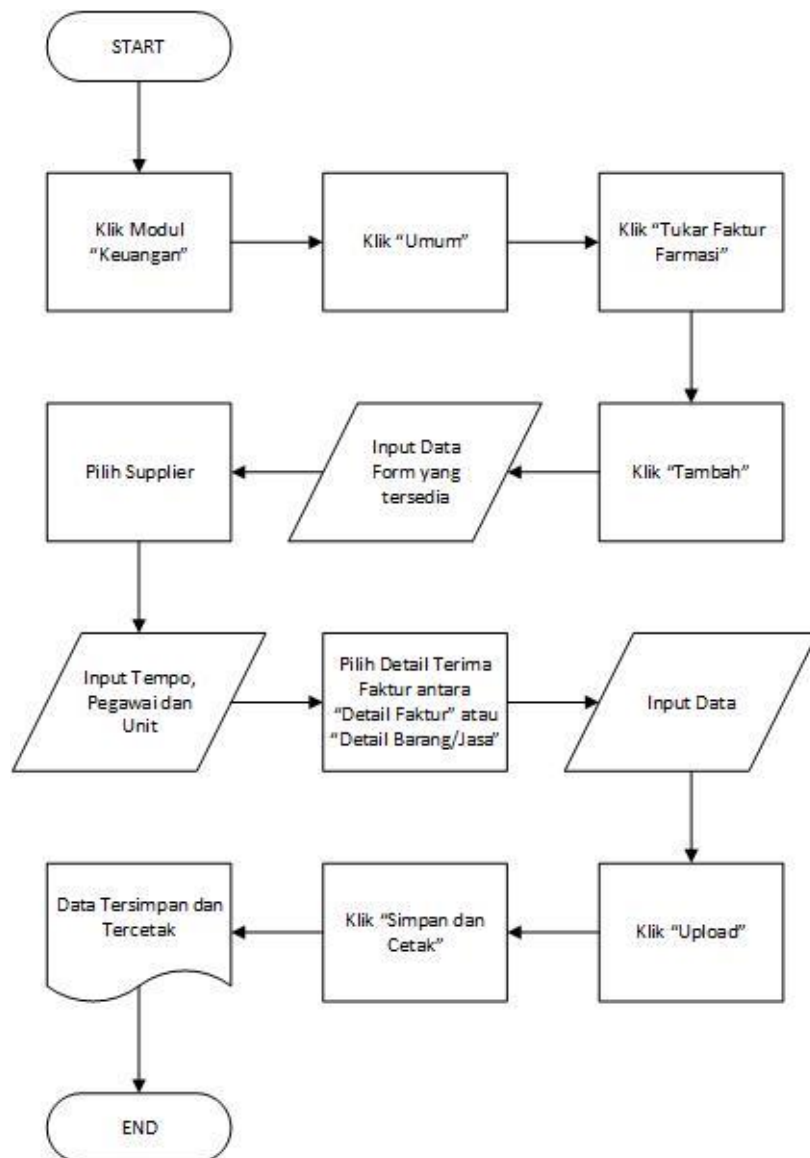 START
Klik Modul
“Keuangan”
Klik “Umum”
Klik “Tukar Faktur
Farmasi”
Klik “Tambah”
Input Data
Form yang
tersedia
Pilih Supplier
Input Tempo,
Pegawai dan
Unit
Pilih Detail Terima
Faktur antara
“Detail Faktur” atau
“Detail Barang/Jasa”
Input Data
Klik “Upload”
Klik “Simpan dan
Cetak”
Data Tersimpan dan
Tercetak
END